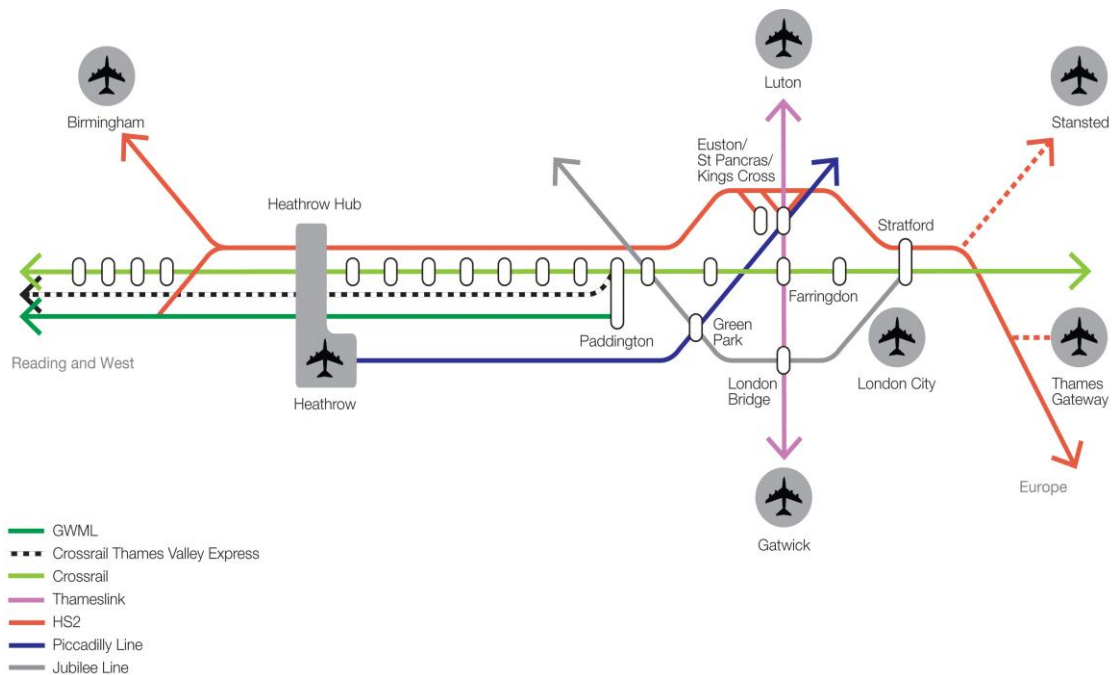 Luton
Birmingham
Stansted
Euston/
St Pancras/
Kings Cross
Heathrow Hub
Stratford
Farringdon
Paddington
Green
Park
Reading and West
London
Bridge
London City
Thames
Gateway
Heathrow
Europe
Gatwick
GWML
Crossrail Thames Valley Express
Crossrail
Thameslink
HS2
Piccadilly Line
Jubilee Line